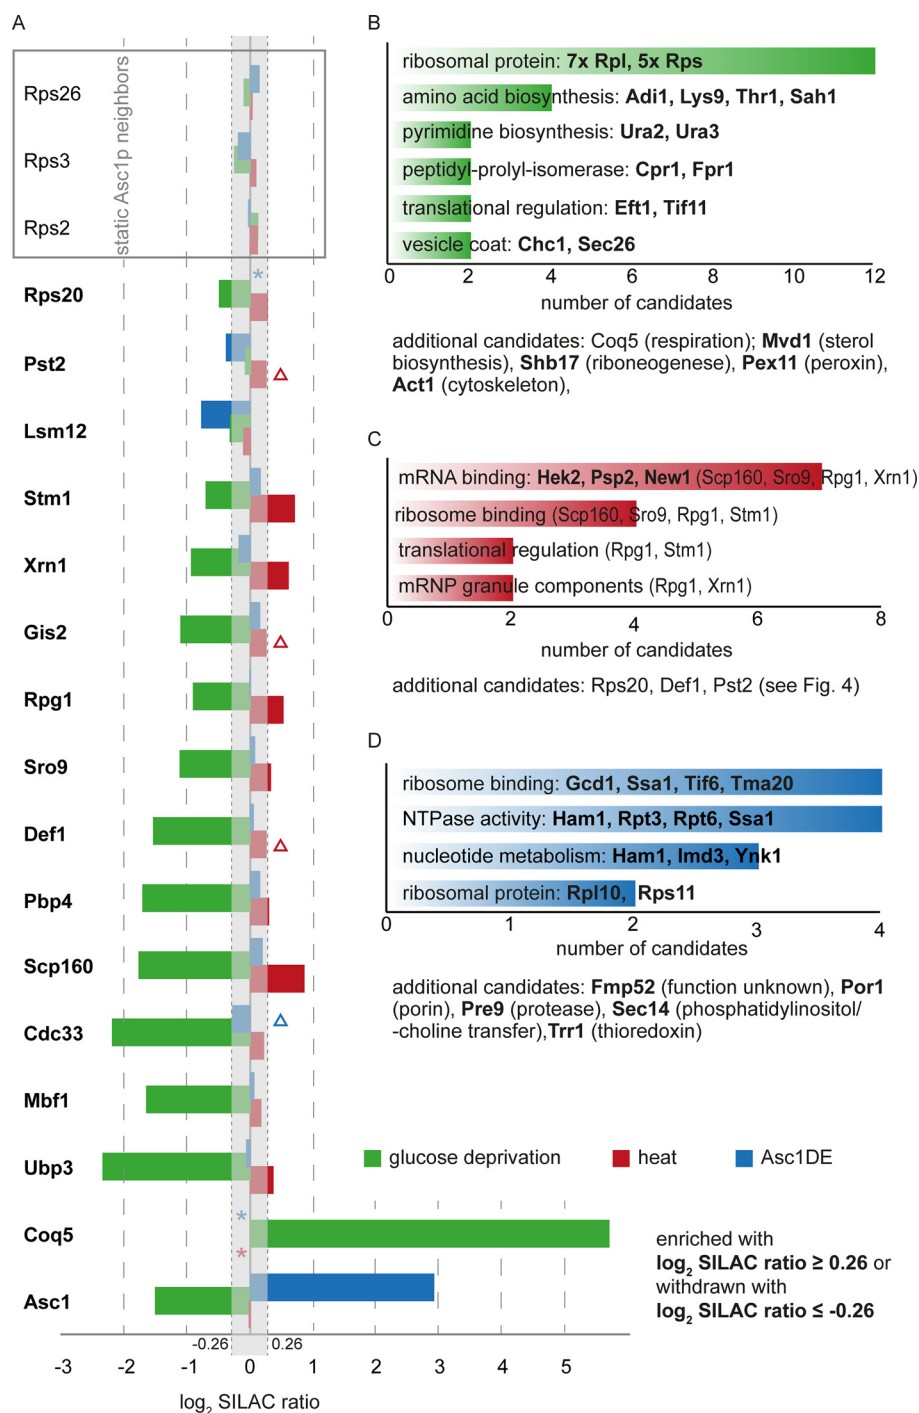 A
static Asc1p neighbors
Rps26
Rps3
Rps2
Rps20
*
Pst2
Δ
Lsm12
Stm1
Xrn1
Gis2
Δ
Rpg1
Sro9
Def1
Δ
Pbp4
Scp160
Cdc33
Δ
Mbf1
Ubp3
Coq5
*
*
Asc1
-0.26 0.26
-3 -2 -1 0 1 2 3 4 5
log2 SILAC ratio
B
ribosomal protein: 7x Rpl, 5x Rps
amino acid biosynthesis: Adi1, Lys9, Thr1, Sah1
pyrimidine biosynthesis: Ura2, Ura3
peptidyl-prolyl-isomerase: Cpr1, Fpr1
translational regulation: Eft1, Tif11
vesicle coat: Chc1, Sec26
0 2 4 6 8 10 12
number of candidates
additional candidates: Coq5 (respiration); Mvd1 (sterol
biosynthesis), Shb17 (riboneogenese), Pex11 (peroxin),
Act1 (cytoskeleton),
C
mRNA binding: Hek2, Psp2, New1 (Scp160, Sro9, Rpg1, Xrn1)
ribosome binding (Scp160, Sro9, Rpg1, Stm1)
translational regulation (Rpg1, Stm1)
mRNP granule components (Rpg1, Xrn1)
0 2 4 6 8
number of candidates
additional candidates: Rps20, Def1, Pst2 (see Fig. 4)
D
ribosome binding: Gcd1, Ssa1, Tif6, Tma20
NTPase activity: Ham1, Rpt3, Rpt6, Ssa1
nucleotide metabolism: Ham1, Imd3, Ynk1
ribosomal protein: Rpl10, Rps11
0 1 2 3 4
number of candidates
additional candidates: Fmp52 (function unknown), Por1
(porin), Pre9 (protease), Sec14 (phosphatidylinositol/
-choline transfer),Trr1 (thioredoxin)
glucose deprivation heat Asc1DE
enriched with
log2 SILAC ratio ≥ 0.26 or
withdrawn with
log2 SILAC ratio ≤ -0.26